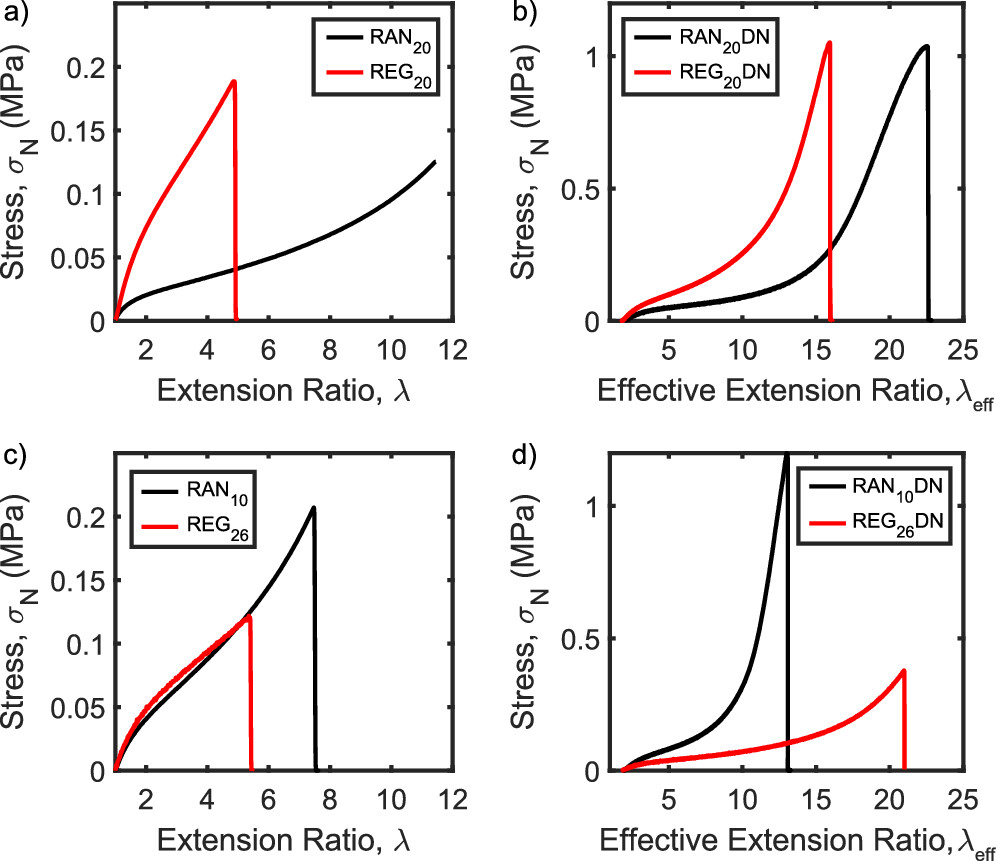 a)
RAN20
REG20
Stress, σN (MPa)
0.2
0.15
0.1
0.05
0
2 4 6 8 10 12
Extension Ratio, λ
b)
RAN20DN
REG20DN
Stress, σN (MPa)
1
0.5
0
5 10 15 20 25
Effective Extension Ratio, λeff
c)
RAN10
REG26
Stress, σN (MPa)
0.2
0.15
0.1
0.05
0
2 4 6 8 10 12
Extension Ratio, λ
d)
RAN10DN
REG26DN
Stress, σN (MPa)
1
0.5
0
5 10 15 20 25
Effective Extension Ratio, λeff